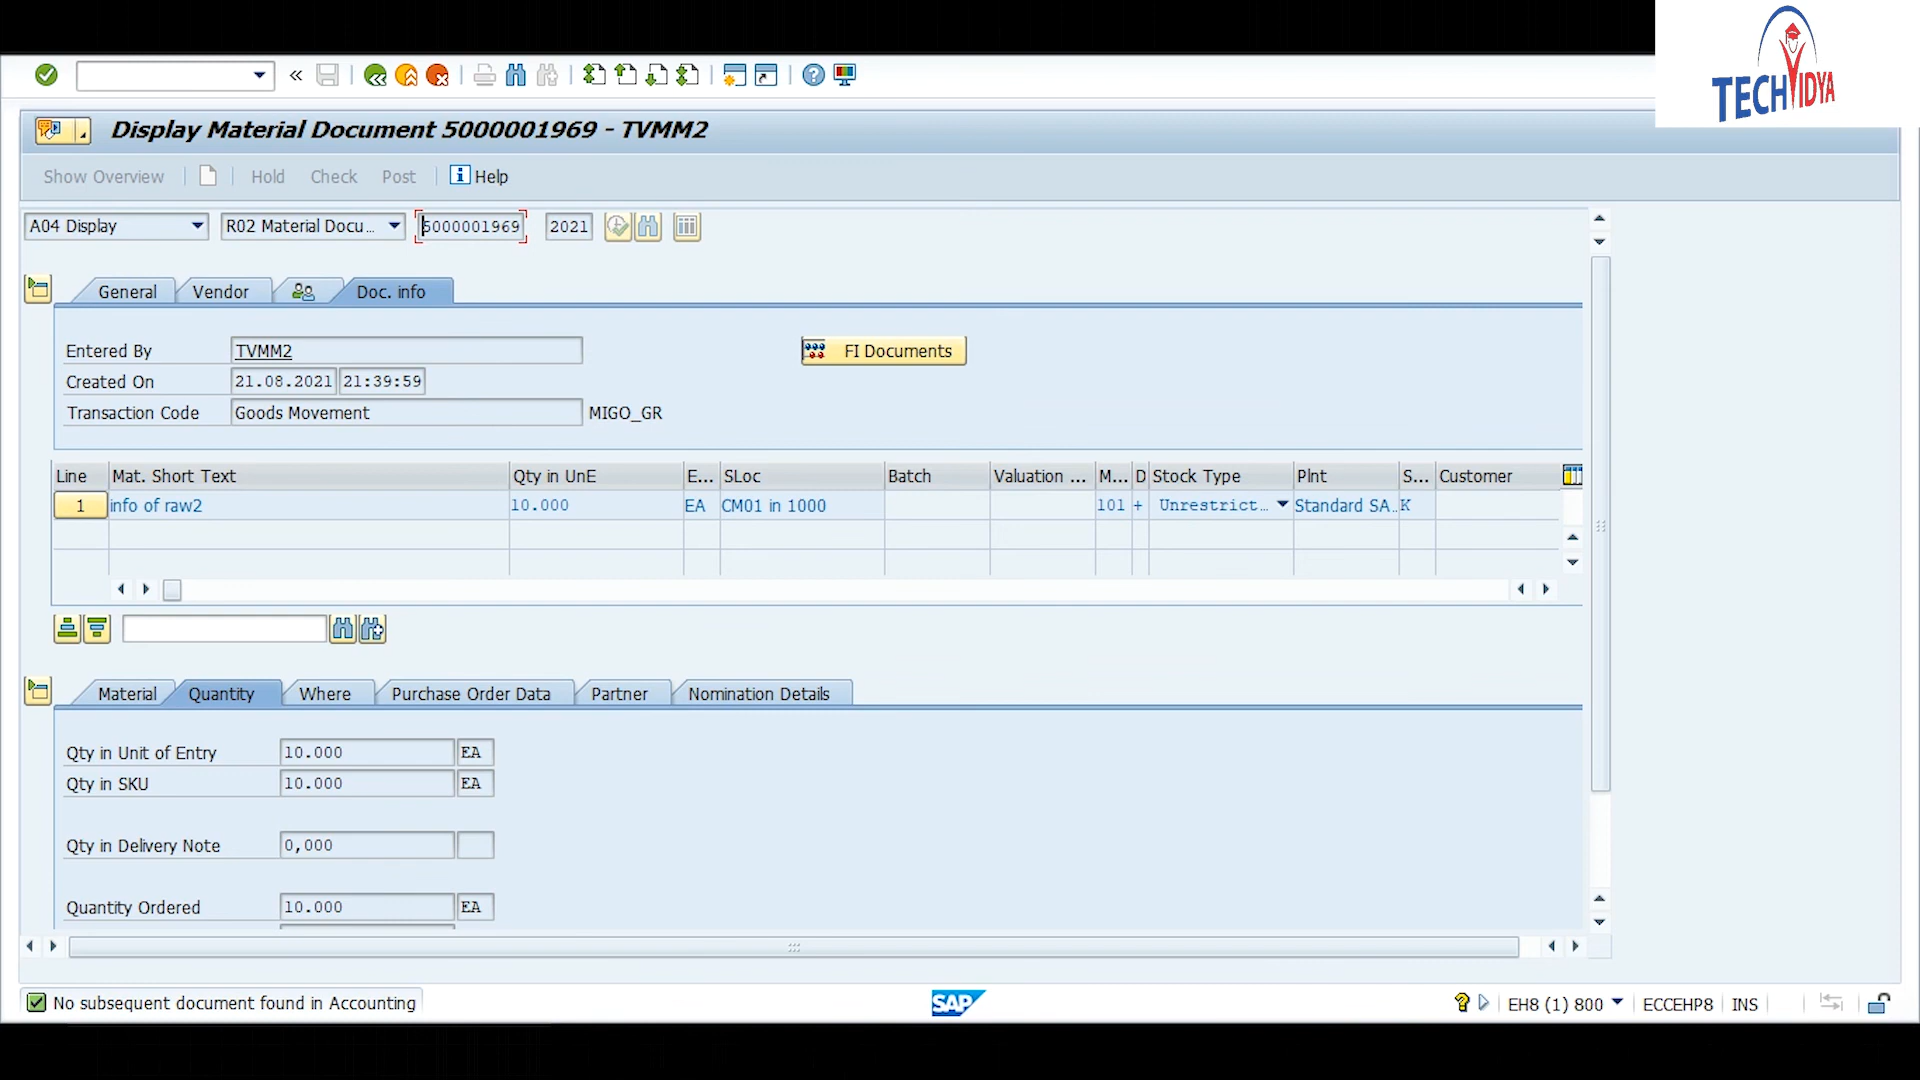 TECHVIDYA
Display Material Document 5000001969 - TVMM2
Show Overview Hold Check Post Help
A04 Display R02 Material Docu... 5000001969 2021
General Vendor Doc. info
Entered By TVMM2 FI Documents
Created On 21.08.2021 21:39:59
Transaction Code Goods Movement MIGO_GR
Line Mat. Short Text Qty in UnE E... SLoc Batch Valuation ... M... D Stock Type Plnt S... Customer
1 info of raw2 10.000 EA CM01 in 1000 101 + Unrestrict... Standard SA.. K
Material Quantity Where Purchase Order Data Partner Nomination Details
Qty in Unit of Entry 10.000 EA
Qty in SKU 10.000 EA
Qty in Delivery Note 0,000
Quantity Ordered 10.000 EA
No subsequent document found in Accounting SAP EH8 (1) 800 ECCEHP8 INS